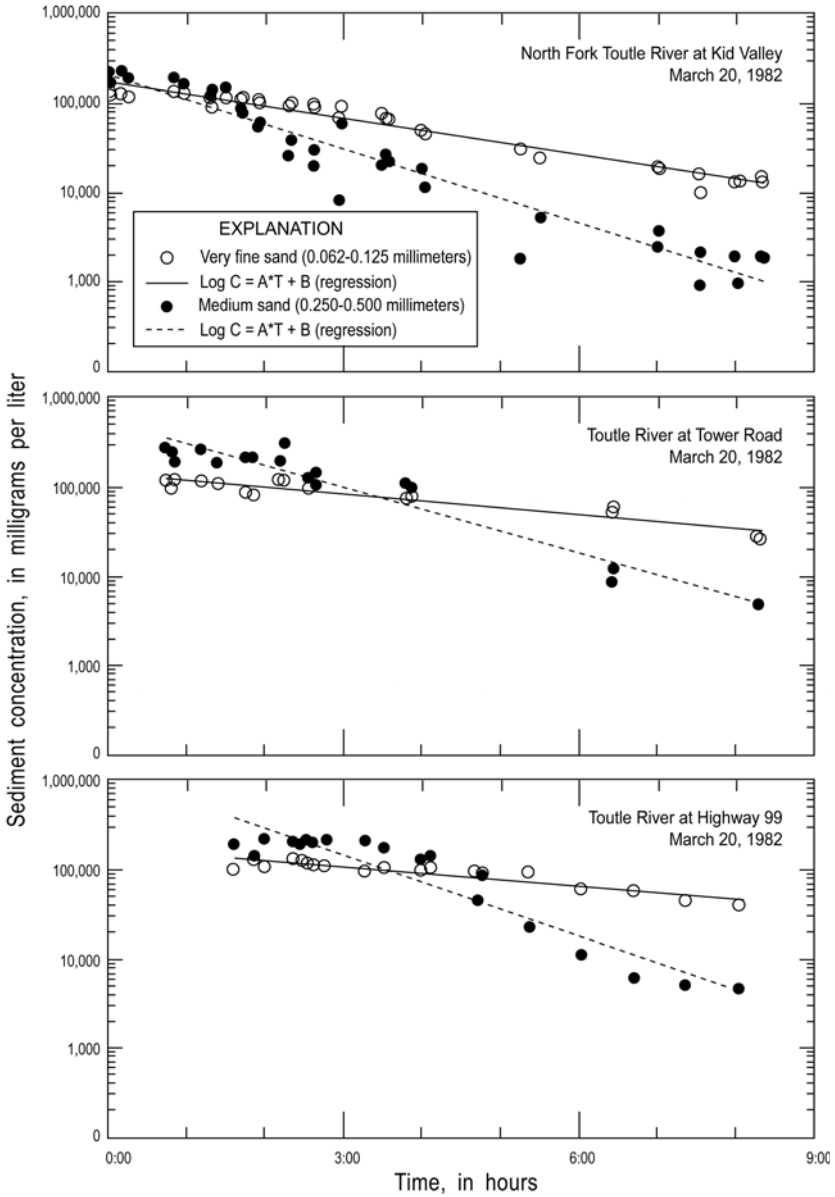 1,000,000
100,000
10,000
1,000
0
North Fork Toutle River at Kid Valley
March 20, 1982
EXPLANATION
Very fine sand (0.062-0.125 millimeters)
Log C = A*T + B (regression)
Medium sand (0.250-0.500 millimeters)
Log C = A*T + B (regression)
Sediment concentration, in milligrams per liter
1,000,000
100,000
10,000
1,000
0
Toutle River at Tower Road
March 20, 1982
1,000,000
100,000
10,000
1,000
0
Toutle River at Highway 99
March 20, 1982
0:00 3:00 6:00 9:00
Time, in hours